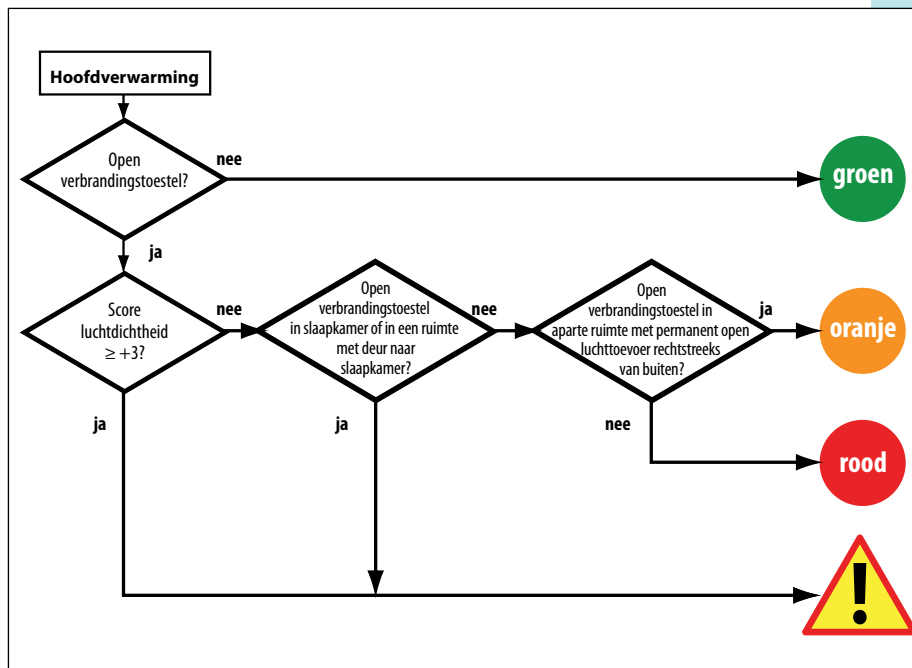 Hoofdverwarming
Open
verbrandingstoestel?
nee
groen
ja
Score
luchtdichtheid
≥ +3?
nee
Open
verbrandingstoestel
in slaapkamer of in een ruimte
met deur naar
slaapkamer?
nee
Open
verbrandingstoestel in
aparte ruimte met permanent open
luchttoevoer rechtstreeks
van buiten?
ja
oranje
ja
ja
nee
rood
!